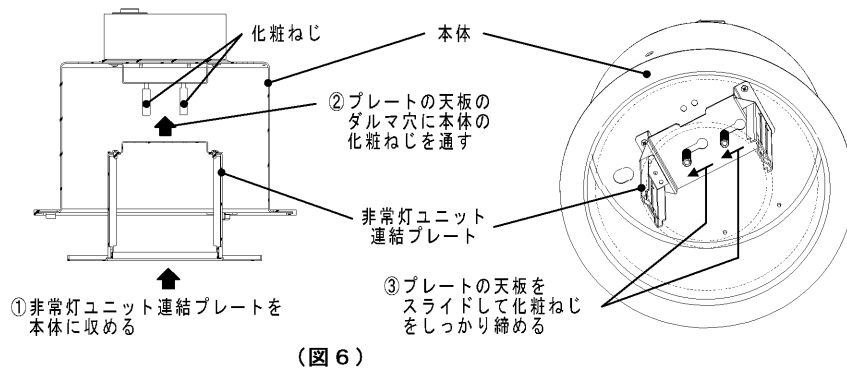 化粧ねじ
本体
②プレートの天板の
ダルマ穴に本体の
化粧ねじを通す
非常灯ユニット
連結プレート
①非常灯ユニット連結プレートを
本体に収める
③プレートの天板を
スライドして化粧ねじ
をしっかり締める
(図6)